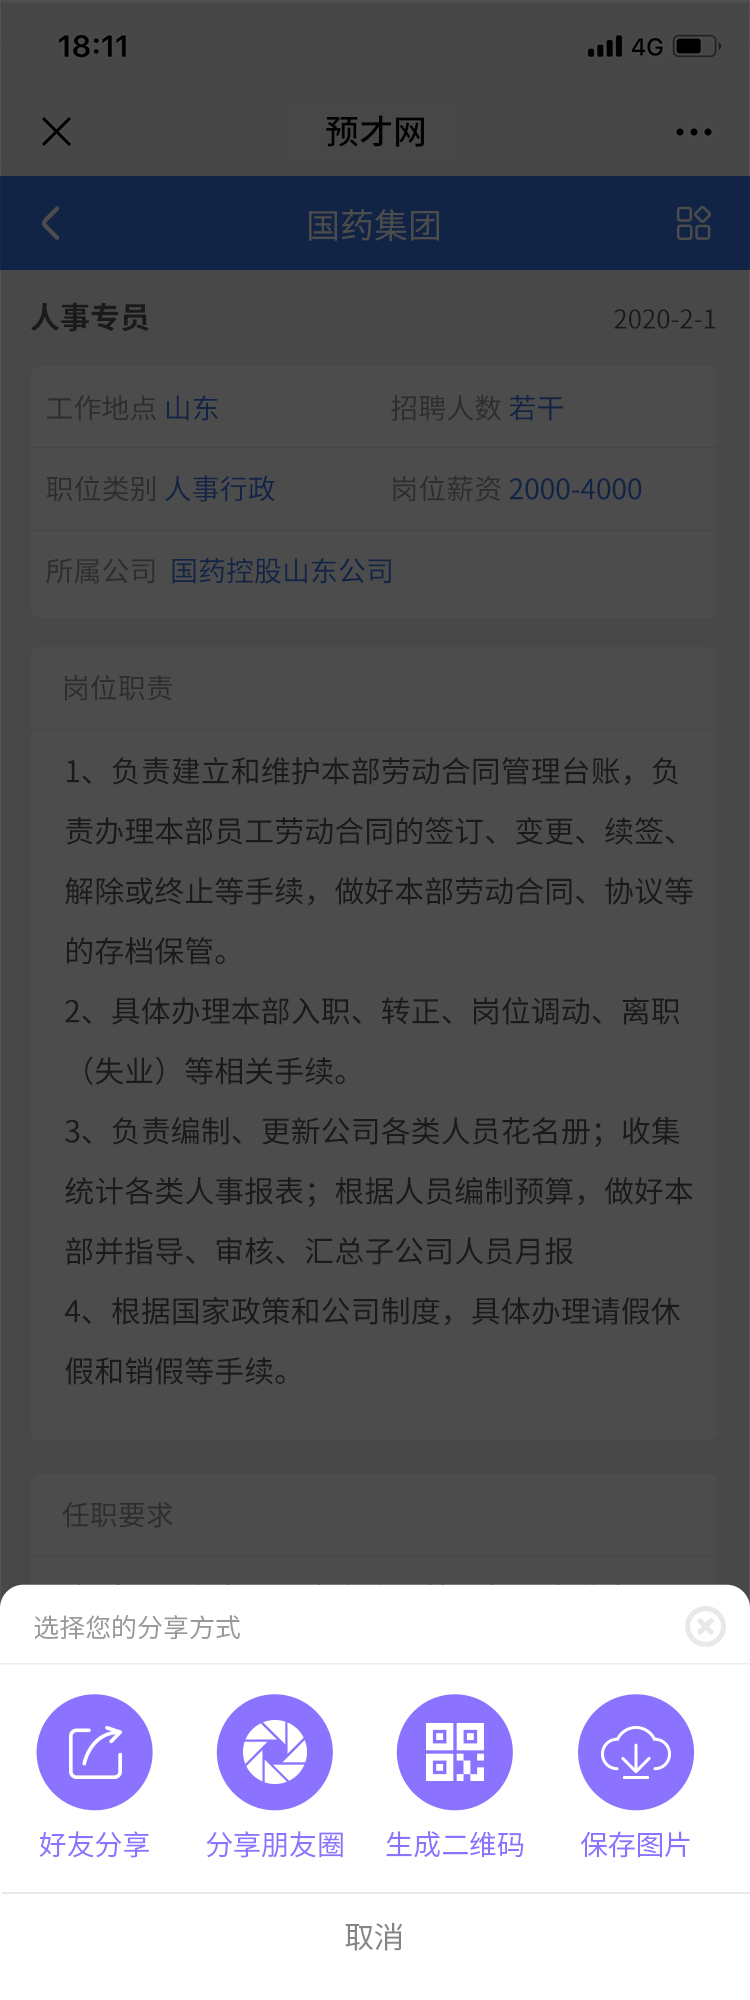 18:11 4G
预才网
国药集团
人事专员 2020-2-1
工作地点 山东 招聘人数 若干
职位类别 人事行政 岗位薪资 2000-4000
所属公司 国药控股山东公司
岗位职责
1、负责建立和维护本部劳动合同管理台账，负
责办理本部员工劳动合同的签订、变更、续签、
解除或终止等手续，做好本部劳动合同、协议等
的存档保管。
2、具体办理本部入职、转正、岗位调动、离职
（失业）等相关手续。
3、负责编制、更新公司各类人员花名册；收集
统计各类人事报表；根据人员编制预算，做好本
部并指导、审核、汇总子公司人员月报
4、根据国家政策和公司制度，具体办理请假休
假和销假等手续。
任职要求
选择您的分享方式
好友分享 分享朋友圈 生成二维码 保存图片
取消